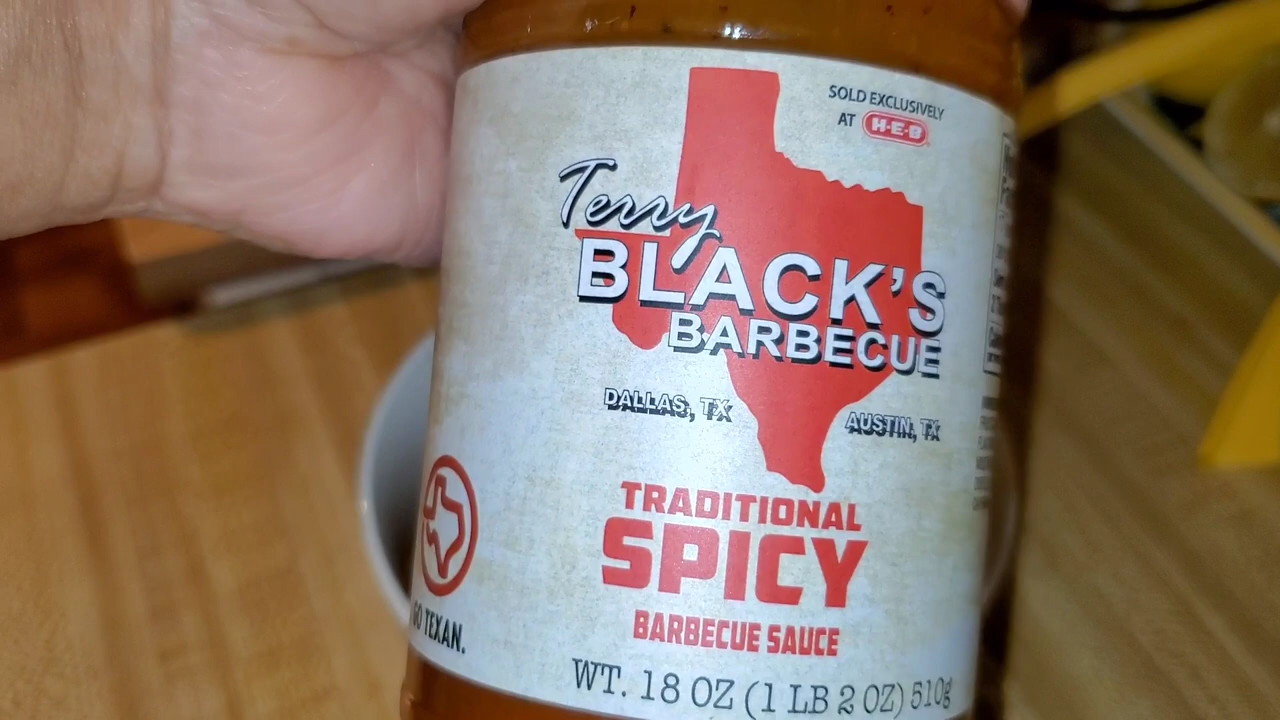 SOLD EXCLUSIVELY
AT H-E-B
Terry
BLACK'S
BARBECUE
DALLAS, TX
AUSTIN, TX
TRADITIONAL
SPICY
BARBECUE SAUCE
GO TEXAN.
WT. 18 OZ (1 LB 2 OZ) 510g